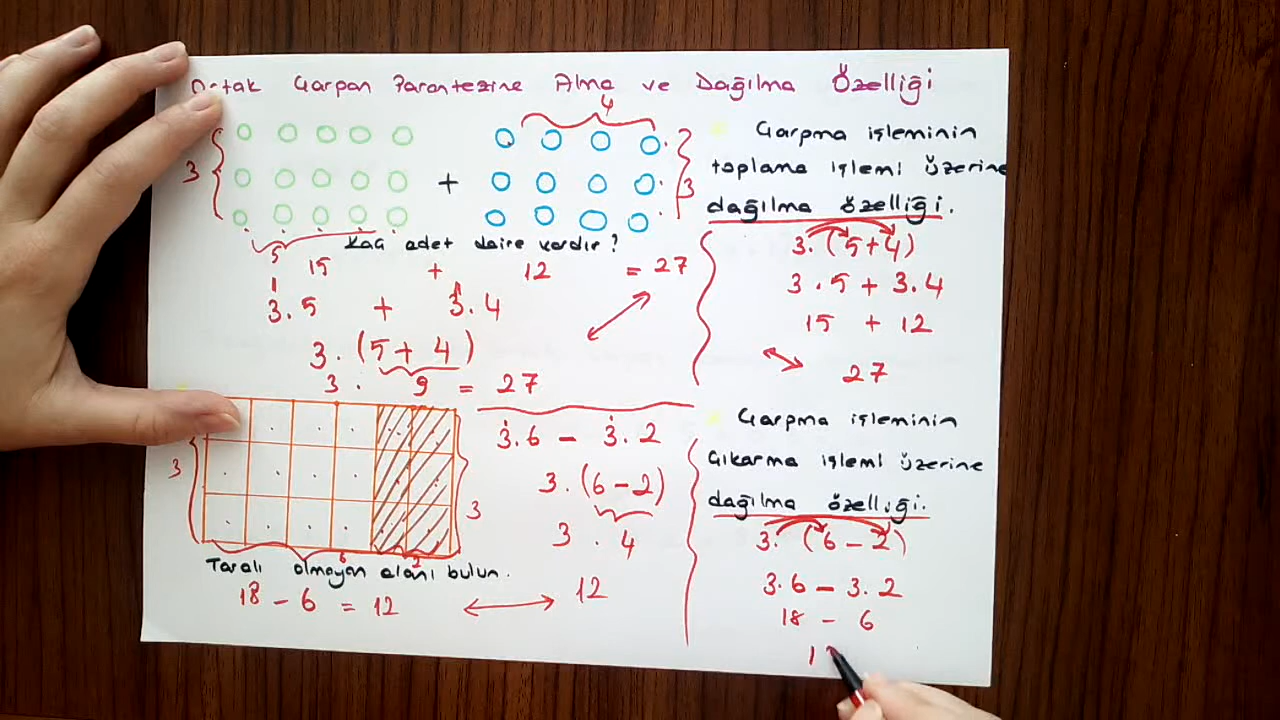 Ortak Çarpan Parantezine Alma ve Dağılma Özelliği
4
3
+
3
5
Kaç adet daire vardır?
15 + 12 = 27
3.5 + 3.4
3.(5+4)
3 . 9 = 27
Çarpma işleminin
toplama işlemi üzerine
dağılma özelliği.
3.(5+4)
3.5 + 3.4
15 + 12
27
3
3
6
2
Taralı olmayan alanı bulun.
18 - 6 = 12
3.6 - 3.2
3.(6-2)
3 . 4
12
Çarpma işleminin
Çıkarma işlemi üzerine
dağılma özelliği.
3.(6-2)
3.6 - 3.2
18 - 6